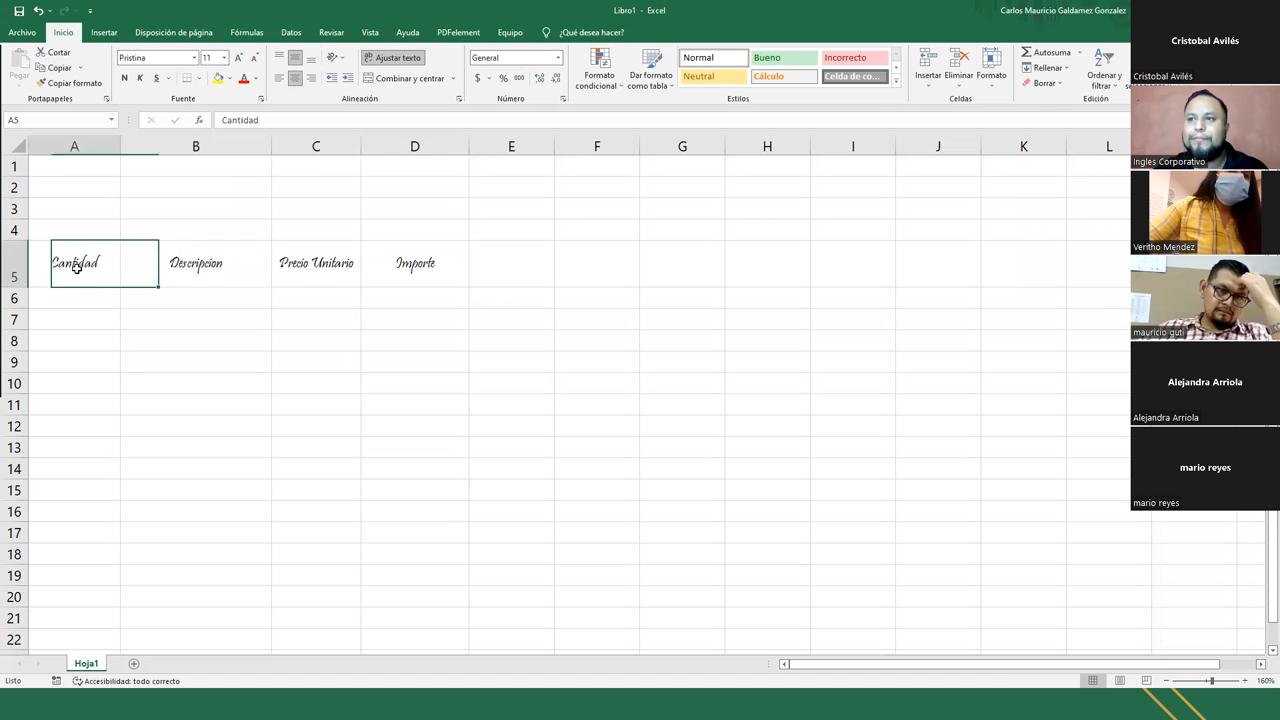 Libro1 - Excel
Carlos Mauricio Galdamez Gonzalez
Archivo Inicio Insertar Disposición de página Fórmulas Datos Revisar Vista Ayuda PDFelement Equipo ¿Qué desea hacer?
Pegar
Cortar
Copiar
Copiar formato
Portapapeles
Pristina 11
N K S
Fuente
Ajustar texto
Combinar y centrar
Alineación
General
$ % 000
Número
Formato condicional
Dar formato como tabla
Normal Bueno Incorrecto
Neutral Cálculo Celda de co...
Estilos
Insertar Eliminar Formato
Celdas
Autosuma
Rellenar
Borrar
Ordenar y filtrar
Edición
A5 fx Cantidad
A B C D E F G H I J K L
1
2
3
4
5 Cantidad Descripcion Precio Unitario Importe
6
7
8
9
10
11
12
13
14
15
16
17
18
19
20
21
22
Hoja1
Listo Accesibilidad: todo correcto 160%
Cristobal Avilés
Cristobal Avilés
Ingles Corporativo
Veritho Mendez
mauricio guti
Alejandra Arriola
Alejandra Arriola
mario reyes
mario reyes